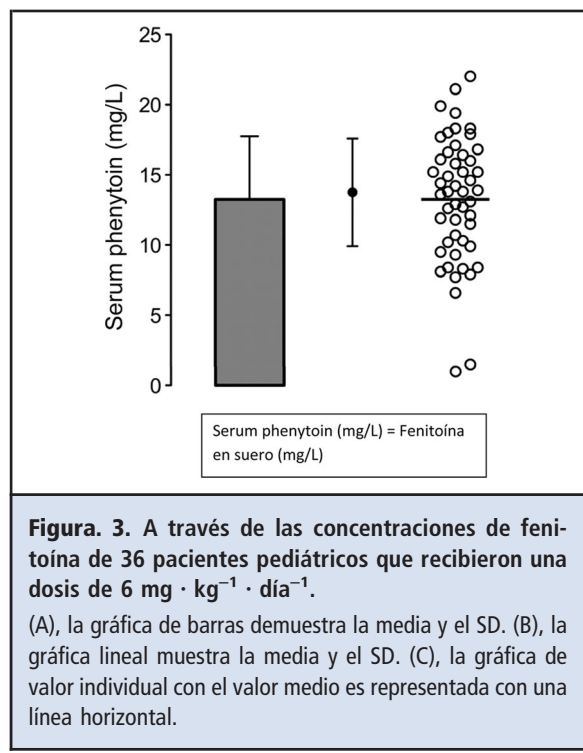 25
20
15
10
5
0
Serum phenytoin (mg/L)
Serum phenytoin (mg/L) = Fenitoína
en suero (mg/L)
Figura. 3. A través de las concentraciones de feni-
toína de 36 pacientes pediátricos que recibieron una
dosis de 6 mg · kg⁻¹ · día⁻¹.
(A), la gráfica de barras demuestra la media y el SD. (B), la
gráfica lineal muestra la media y el SD. (C), la gráfica de
valor individual con el valor medio es representada con una
línea horizontal.